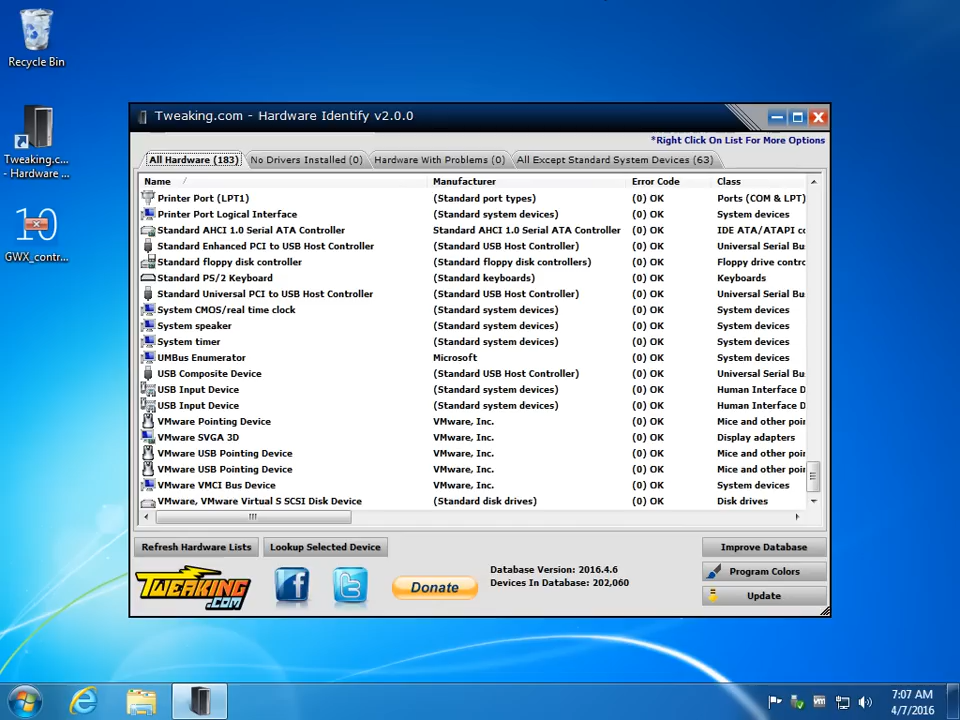 Recycle Bin
Tweaking.c...
- Hardware ...
10
GWX_contr...
Tweaking.com - Hardware Identify v2.0.0
*Right Click On List For More Options
All Hardware (183) No Drivers Installed (0) Hardware With Problems (0) All Except Standard System Devices (63)
Name Manufacturer Error Code Class
Printer Port (LPT1) (Standard port types) (0) OK Ports (COM & LPT)
Printer Port Logical Interface (Standard system devices) (0) OK System devices
Standard AHCI 1.0 Serial ATA Controller Standard AHCI 1.0 Serial ATA Controller (0) OK IDE ATA/ATAPI co
Standard Enhanced PCI to USB Host Controller (Standard USB Host Controller) (0) OK Universal Serial Bu
Standard floppy disk controller (Standard floppy disk controllers) (0) OK Floppy drive contro
Standard PS/2 Keyboard (Standard keyboards) (0) OK Keyboards
Standard Universal PCI to USB Host Controller (Standard USB Host Controller) (0) OK Universal Serial Bu
System CMOS/real time clock (Standard system devices) (0) OK System devices
System speaker (Standard system devices) (0) OK System devices
System timer (Standard system devices) (0) OK System devices
UMBus Enumerator Microsoft (0) OK System devices
USB Composite Device (Standard USB Host Controller) (0) OK Universal Serial Bu
USB Input Device (Standard system devices) (0) OK Human Interface D
USB Input Device (Standard system devices) (0) OK Human Interface D
VMware Pointing Device VMware, Inc. (0) OK Mice and other poin
VMware SVGA 3D VMware, Inc. (0) OK Display adapters
VMware USB Pointing Device VMware, Inc. (0) OK Mice and other poin
VMware USB Pointing Device VMware, Inc. (0) OK Mice and other poin
VMware VMCI Bus Device VMware, Inc. (0) OK System devices
VMware, VMware Virtual S SCSI Disk Device (Standard disk drives) (0) OK Disk drives
Refresh Hardware Lists Lookup Selected Device Improve Database
TWEAKING
.COM
Donate
Database Version: 2016.4.6
Devices In Database: 202,060
Program Colors
Update
7:07 AM
4/7/2016